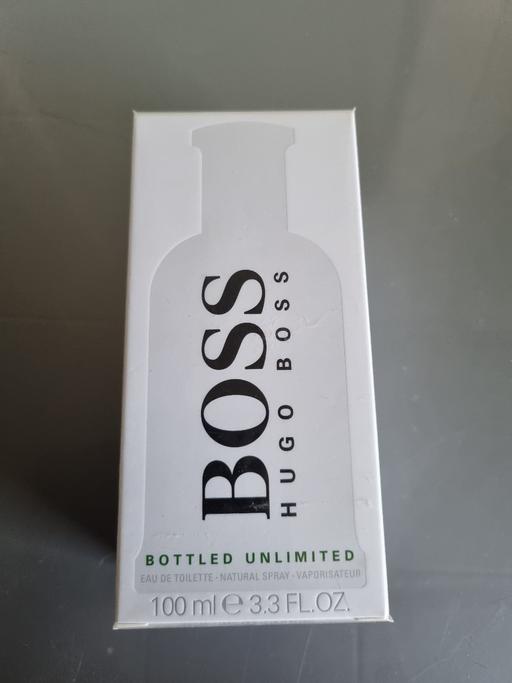 BOSS
HUGO BOSS
BOTTLED UNLIMITED
EAU DE TOILETTE - NATURAL SPRAY - VAPORISATEUR
100 ml ℮ 3.3 FL.OZ.